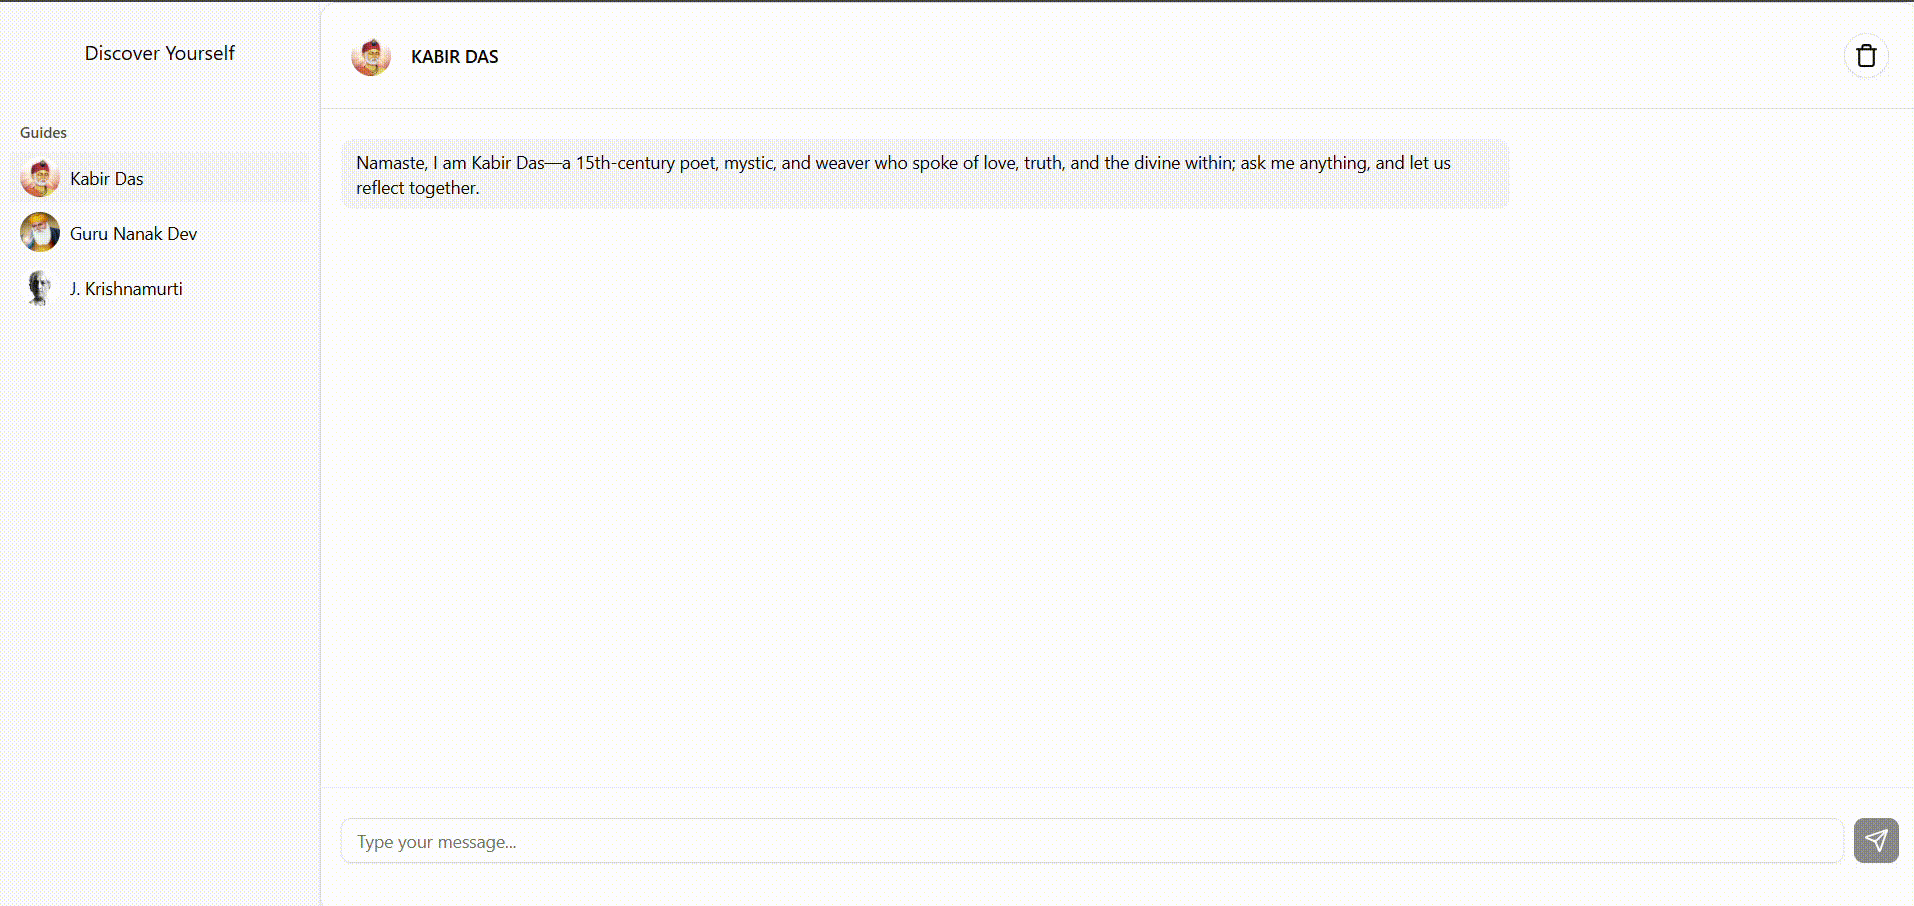 Discover Yourself
Guides
Kabir Das
Guru Nanak Dev
J. Krishnamurti
KABIR DAS
Namaste, I am Kabir Das—a 15th-century poet, mystic, and weaver who spoke of love, truth, and the divine within; ask me anything, and let us
reflect together.
Type your message...